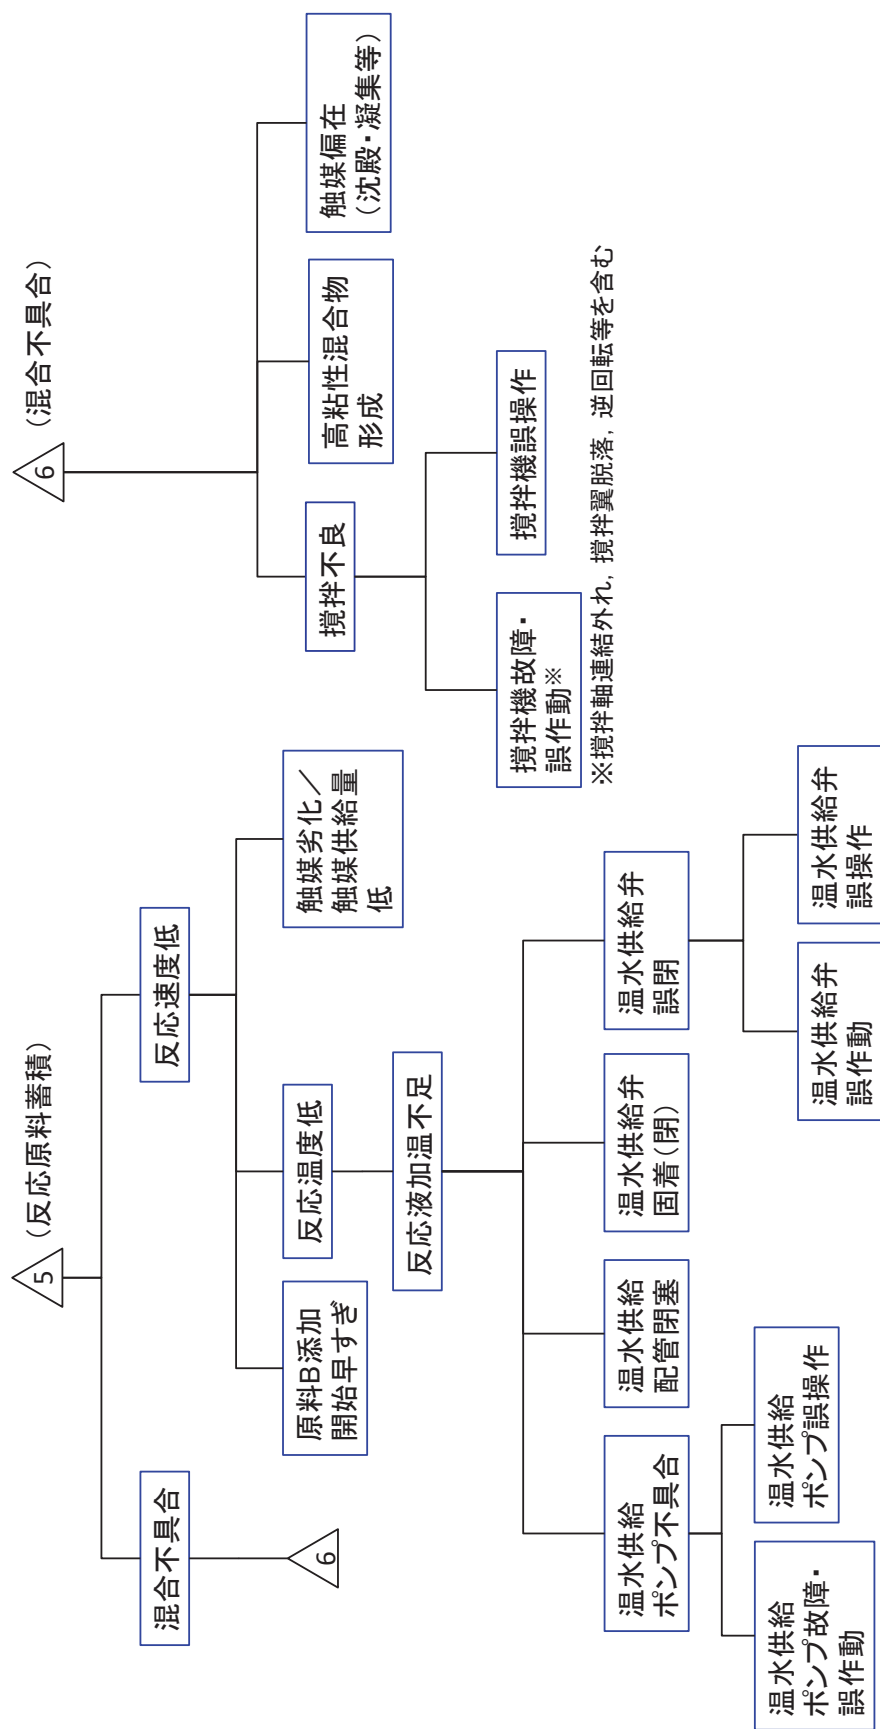 5
(反応原料蓄積)
混合不具合
6
反応速度低
原料B添加
開始早すぎ
反応温度低
触媒劣化／
触媒供給量
低
反応液加温不足
温水供給
ポンプ不具合
温水供給
配管閉塞
温水供給弁
固着(閉)
温水供給弁
誤閉
温水供給
ポンプ故障・
誤作動
温水供給
ポンプ誤操作
温水供給弁
誤作動
温水供給弁
誤操作
6
(混合不具合)
攪拌不良
高粘性混合物
形成
触媒偏在
(沈殿・凝集等)
攪拌機故障・
誤作動※
攪拌機誤操作
※攪拌軸連結外れ，攪拌翼脱落，逆回転等を含む